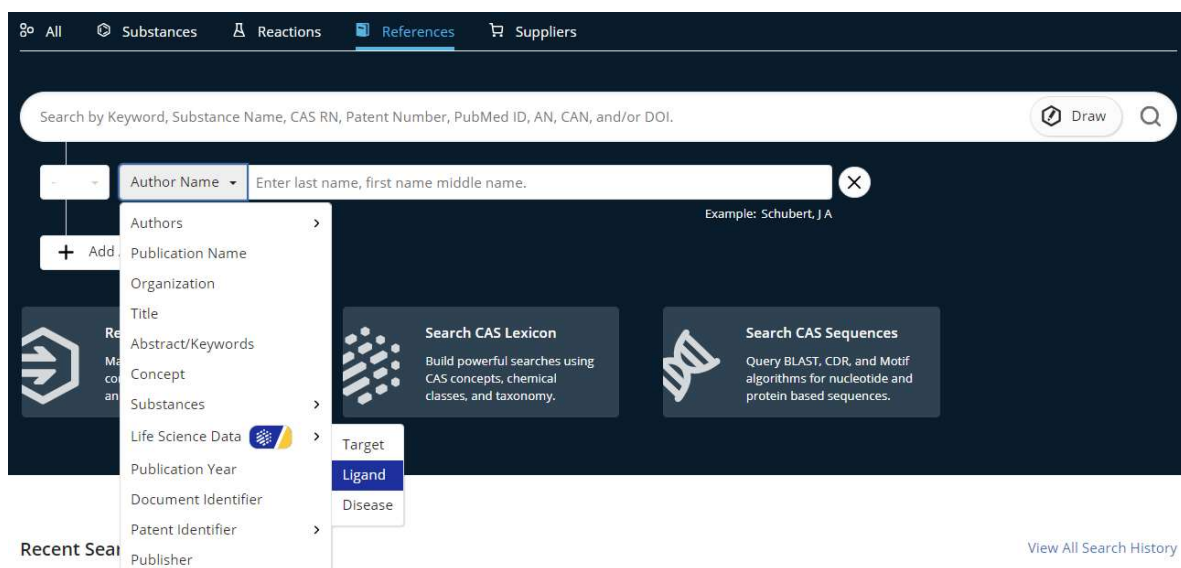 All Substances Reactions References Suppliers
Search by Keyword, Substance Name, CAS RN, Patent Number, PubMed ID, AN, CAN, and/or DOI. Draw
Author Name Enter last name, first name middle name.
Example: Schubert, J A
Authors
Add
Publication Name
Organization
Title
Abstract/Keywords
Concept
Substances
Life Science Data
Publication Year
Document Identifier
Patent Identifier
Publisher
Target
Ligand
Disease
Search CAS Lexicon
Build powerful searches using
CAS concepts, chemical
classes, and taxonomy.
Search CAS Sequences
Query BLAST, CDR, and Motif
algorithms for nucleotide and
protein based sequences.
Recent Sear
View All Search History